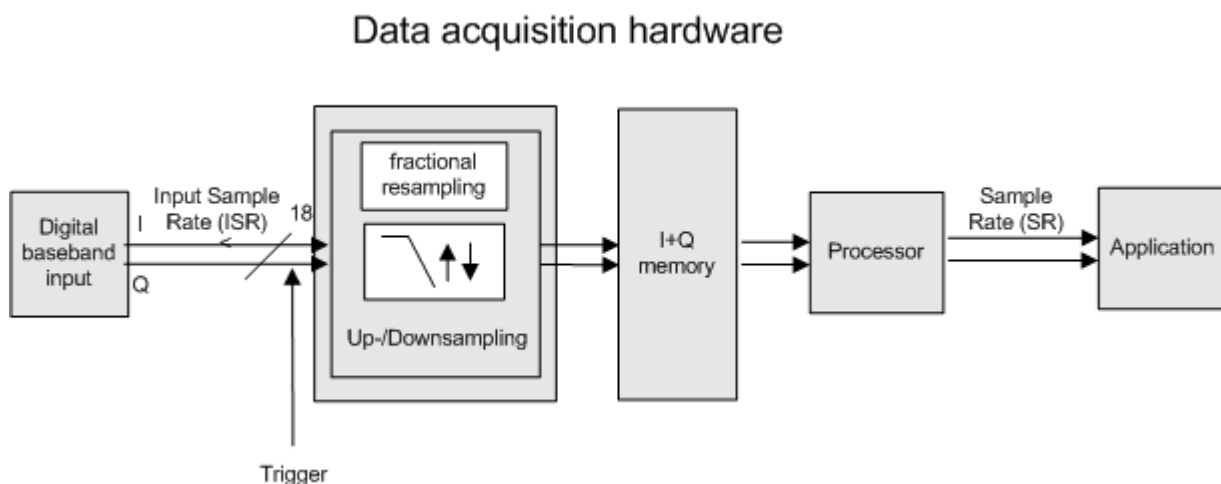 Data acquisition hardware
Digital
baseband
input
I
Q
Input Sample
Rate (ISR)
<
18
Trigger
fractional
resampling
Up-/Downsampling
I+Q
memory
Processor
Sample
Rate (SR)
Application